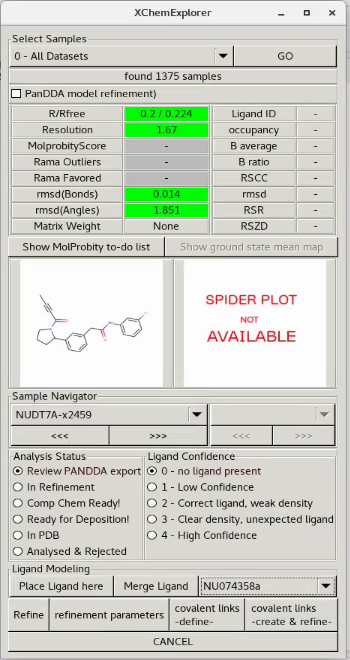 XChemExplorer
Select Samples
0 - All Datasets
GO
found 1375 samples
PanDDA model refinement)
R/Rfree 0.2 / 0.224 Ligand ID -
Resolution 1.67 occupancy -
MolprobityScore - B average -
Rama Outliers - B ratio -
Rama Favored - RSCC -
rmsd(Bonds) 0.014 rmsd -
rmsd(Angles) 1.851 RSR -
Matrix Weight None RSZD -
Show MolProbity to-do list Show ground state mean map
SPIDER PLOT
NOT
AVAILABLE
Sample Navigator
NUDT7A-x2459
<<< >>> <<< >>>
Analysis Status
Review PANDDA export
In Refinement
Comp Chem Ready!
Ready for Deposition!
In PDB
Analysed & Rejected
Ligand Confidence
0 - no ligand present
1 - Low Confidence
2 - Correct ligand, weak density
3 - Clear density, unexpected ligand
4 - High Confidence
Ligand Modeling
Place Ligand here Merge Ligand NU074358a
Refine
refinement parameters
covalent links
-define-
covalent links
-create & refine-
CANCEL